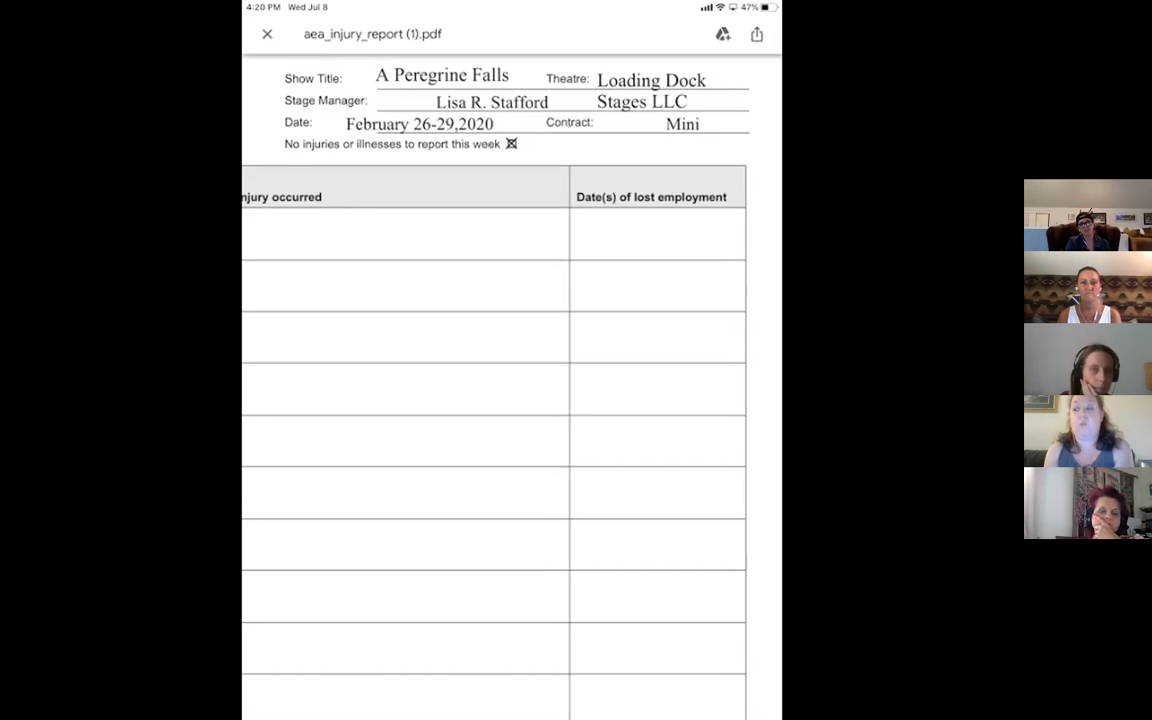 4:20 PM Wed Jul 8 47%
aea_injury_report (1).pdf
Show Title: A Peregrine Falls Theatre: Loading Dock
Stage Manager: Lisa R. Stafford Stages LLC
Date: February 26-29,2020 Contract: Mini
No injuries or illnesses to report this week
njury occurred Date(s) of lost employment